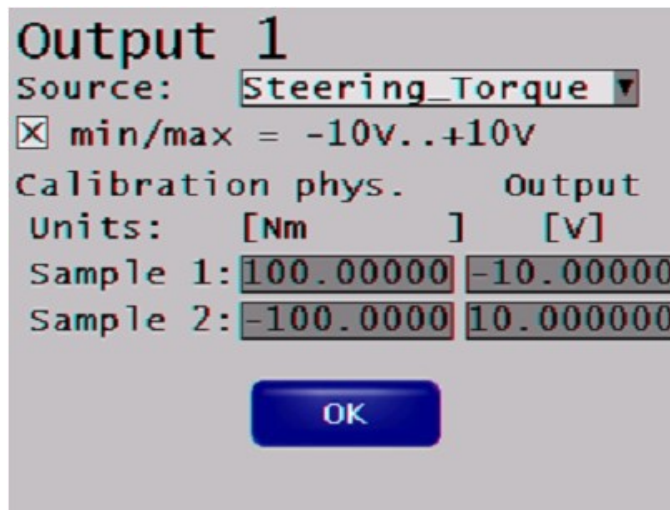 Output 1
Source: Steering_Torque
min/max = -10V..+10V
Calibration phys. Output
Units: [Nm ] [V]
Sample 1: 100.00000 -10.00000
Sample 2: -100.0000 10.000000
OK